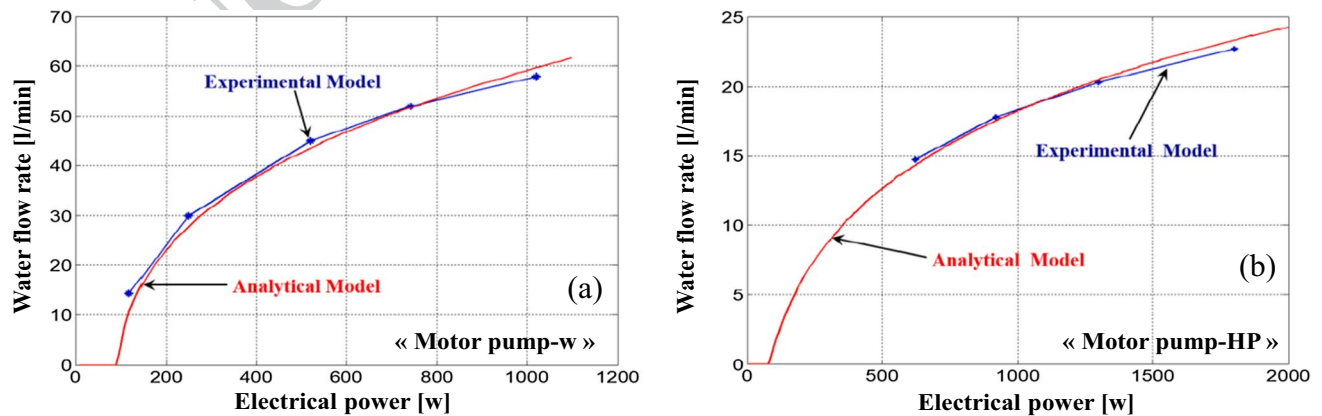 70
60
50
40
30
20
10
0
Water flow rate [l/min]
Experimental Model
Analytical Model
(a)
« Motor pump-w »
200
400
600
800
1000
1200
Electrical power [w]
25
20
15
10
5
0
Water flow rate [l/min]
Experimental Model
Analytical Model
(b)
« Motor pump-HP »
0
500
1000
1500
2000
Electrical power [w]